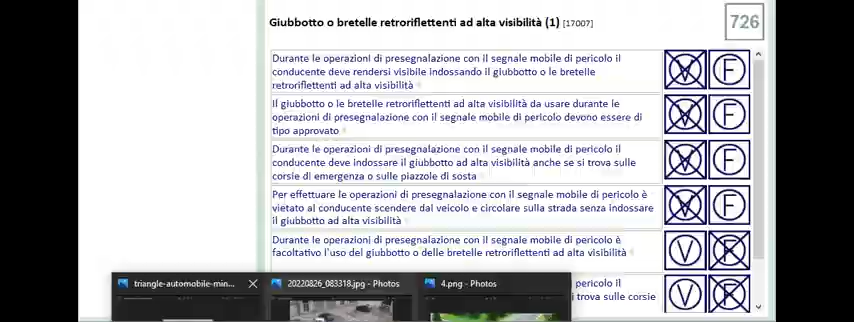 Giubbotto o bretelle retroriflettenti ad alta visibilità (1) [17007]
726
Durante le operazioni di presegnalazione con il segnale mobile di pericolo il
conducente deve rendersi visibile indossando il giubbotto o le bretelle
retroriflettenti ad alta visibilità
V F
Il giubbotto o le bretelle retroriflettenti ad alta visibilità da usare durante le
operazioni di presegnalazione con il segnale mobile di pericolo devono essere di
tipo approvato
V F
Durante le operazioni di presegnalazione con il segnale mobile di pericolo il
conducente deve indossare il giubbotto ad alta visibilità anche se si trova sulle
corsie di emergenza o sulle piazzole di sosta
V F
Per effettuare le operazioni di presegnalazione con il segnale mobile di pericolo è
vietato al conducente scendere dal veicolo e circolare sulla strada senza indossare
il giubbotto ad alta visibilità
V F
Durante le operazioni di presegnalazione con il segnale mobile di pericolo è
facoltativo l'uso del giubbotto o delle bretelle retroriflettenti ad alta visibilità
V F
pericolo il
i trova sulle corsie
V F
triangle-automobile-min... 20220826_083318.jpg - Photos 4.png - Photos